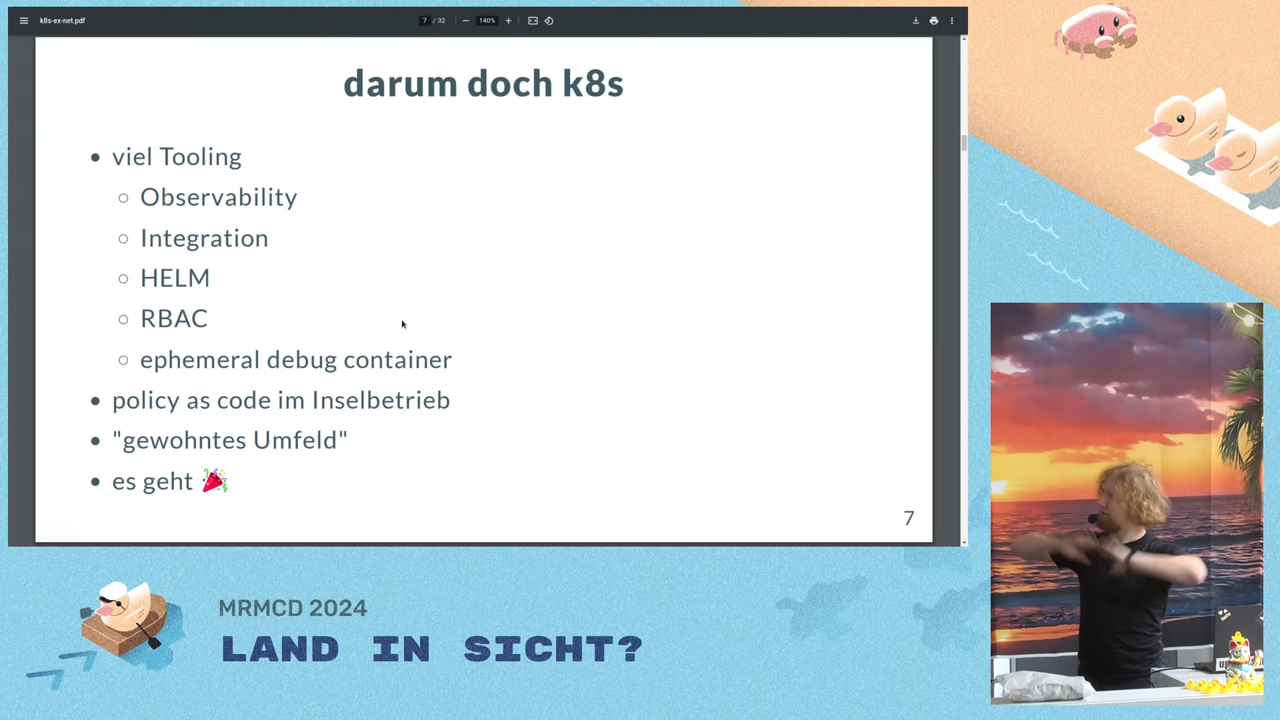 k8s-ex-net.pdf
7 / 32
140%
darum doch k8s
• viel Tooling
○ Observability
○ Integration
○ HELM
○ RBAC
○ ephemeral debug container
• policy as code im Inselbetrieb
• "gewohntes Umfeld"
• es geht 🎉
7
MRMCD 2024
LAND IN SICHT?